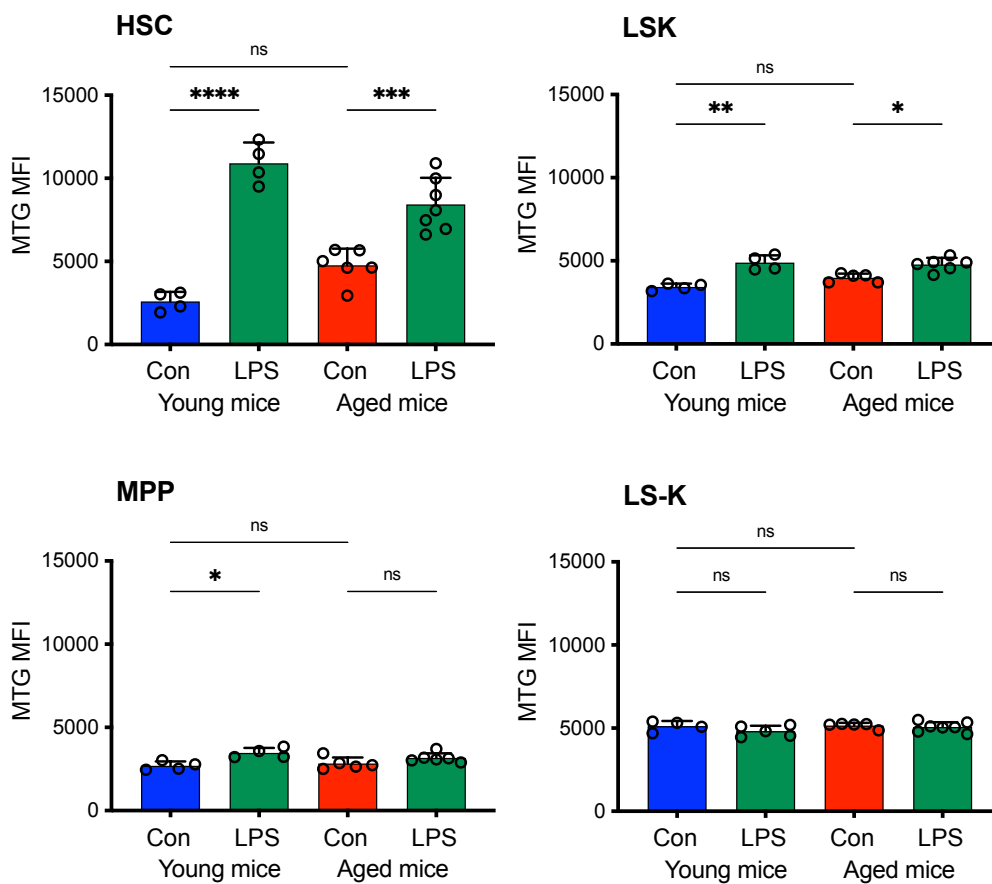 HSC
ns
**** ***
15000
10000
5000
0
MTG MFI
Con LPS Con LPS
Young mice Aged mice
LSK
ns
** *
15000
10000
5000
0
MTG MFI
Con LPS Con LPS
Young mice Aged mice
MPP
ns
* ns
15000
10000
5000
0
MTG MFI
Con LPS Con LPS
Young mice Aged mice
LS-K
ns
ns ns
15000
10000
5000
0
MTG MFI
Con LPS Con LPS
Young mice Aged mice